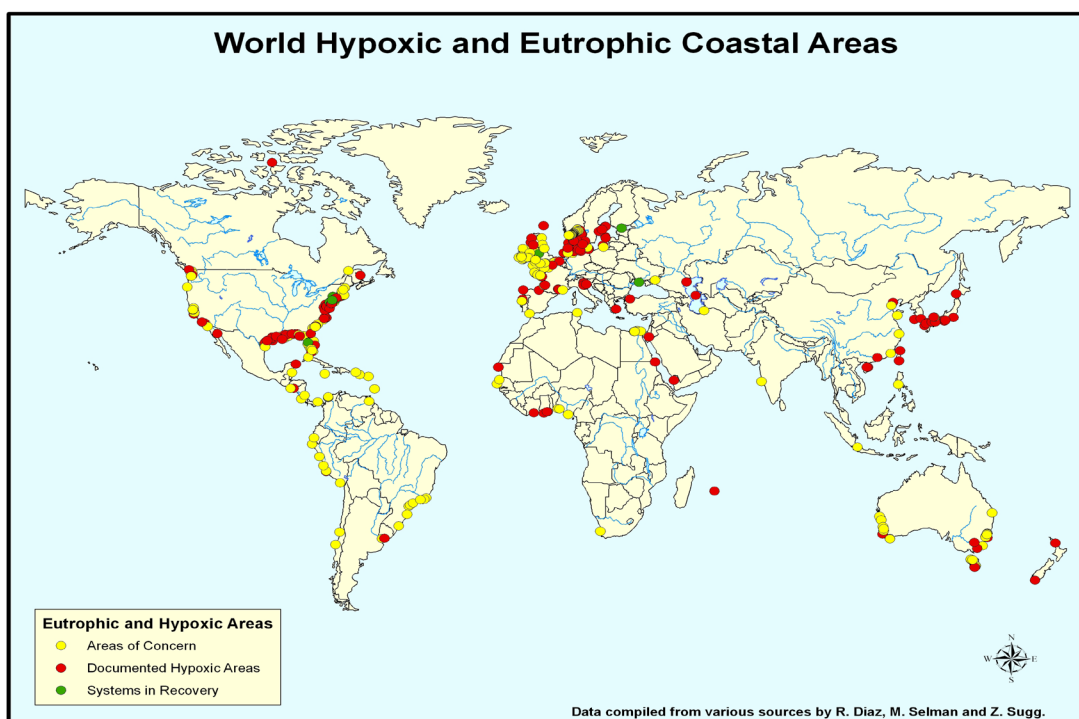 World Hypoxic and Eutrophic Coastal Areas
Eutrophic and Hypoxic Areas
Areas of Concern
Documented Hypoxic Areas
Systems in Recovery
N
W E
S
Data compiled from various sources by R. Diaz, M. Selman and Z. Sugg.